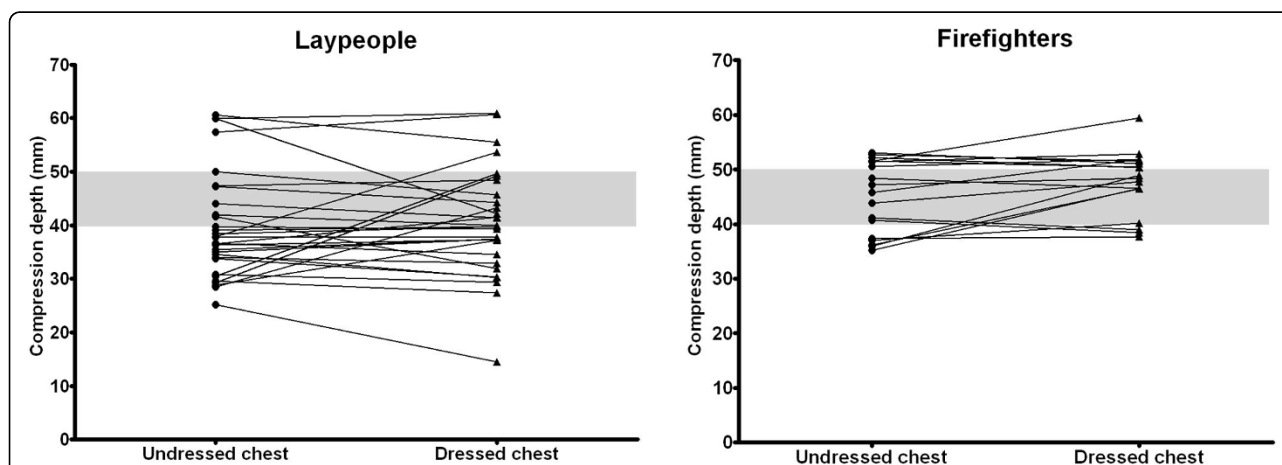 Laypeople
Compression depth (mm)
70
60
50
40
30
20
10
0
Undressed chest Dressed chest
Firefighters
Compression depth (mm)
70
60
50
40
30
20
10
0
Undressed chest Dressed chest